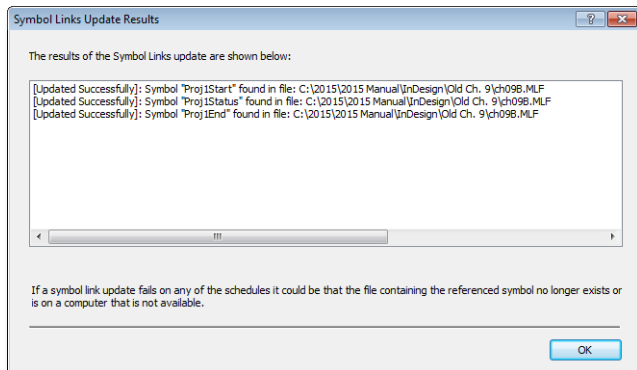 Symbol Links Update Results
The results of the Symbol Links update are shown below:
[Updated Successfully]: Symbol "Proj1Start" found in file: C:\2015\2015 Manual\InDesign\Old Ch. 9\ch09B.MLF
[Updated Successfully]: Symbol "Proj1Status" found in file: C:\2015\2015 Manual\InDesign\Old Ch. 9\ch09B.MLF
[Updated Successfully]: Symbol "Proj1End" found in file: C:\2015\2015 Manual\InDesign\Old Ch. 9\ch09B.MLF
If a symbol link update fails on any of the schedules it could be that the file containing the referenced symbol no longer exists or
is on a computer that is not available.
OK